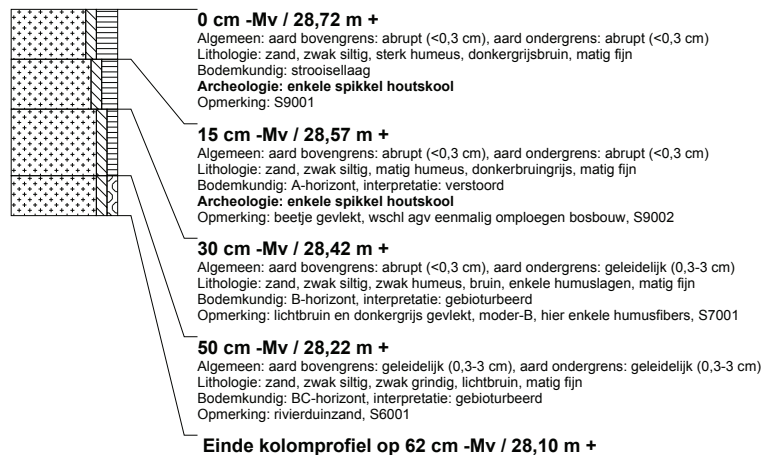 0 cm -Mv / 28,72 m +
Algemeen: aard bovengrens: abrupt (<0,3 cm), aard ondergrens: abrupt (<0,3 cm)
Lithologie: zand, zwak siltig, sterk humeus, donkergrijsbruin, matig fijn
Bodemkundig: strooisellaag
Archeologie: enkele spikkel houtskool
Opmerking: S9001
15 cm -Mv / 28,57 m +
Algemeen: aard bovengrens: abrupt (<0,3 cm), aard ondergrens: abrupt (<0,3 cm)
Lithologie: zand, zwak siltig, matig humeus, donkerbruingrijs, matig fijn
Bodemkundig: A-horizont, interpretatie: verstoord
Archeologie: enkele spikkel houtskool
Opmerking: beetje gevlekt, wschl agv eenmalig omploegen bosbouw, S9002
30 cm -Mv / 28,42 m +
Algemeen: aard bovengrens: abrupt (<0,3 cm), aard ondergrens: geleidelijk (0,3-3 cm)
Lithologie: zand, zwak siltig, zwak humeus, bruin, enkele humuslagen, matig fijn
Bodemkundig: B-horizont, interpretatie: gebioturbeerd
Opmerking: lichtbruin en donkergrijs gevlekt, moder-B, hier enkele humusfibers, S7001
50 cm -Mv / 28,22 m +
Algemeen: aard bovengrens: geleidelijk (0,3-3 cm), aard ondergrens: geleidelijk (0,3-3 cm)
Lithologie: zand, zwak siltig, zwak grindig, lichtbruin, matig fijn
Bodemkundig: BC-horizont, interpretatie: gebioturbeerd
Opmerking: rivierduinzand, S6001
Einde kolomprofiel op 62 cm -Mv / 28,10 m +